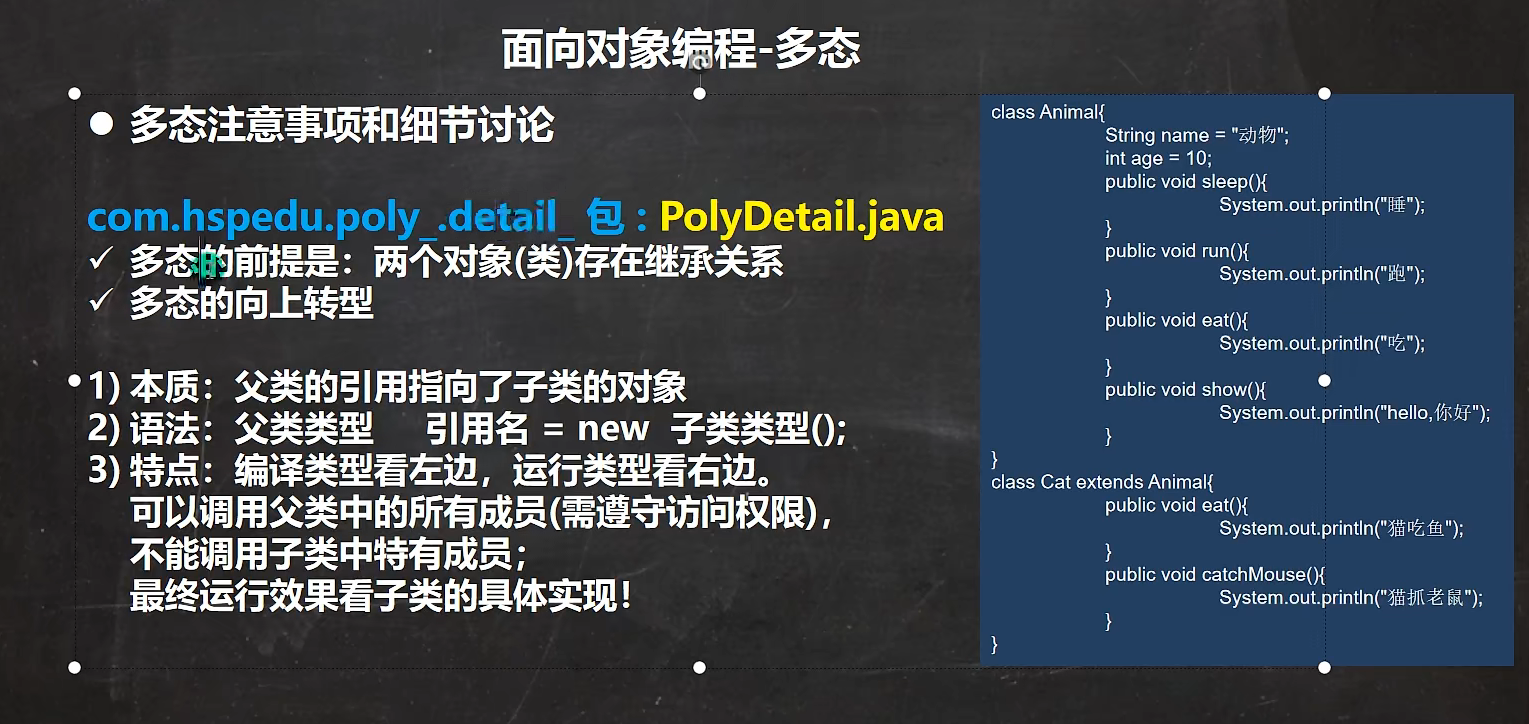 面向对象编程-多态
● 多态注意事项和细节讨论
com.hspedu.poly_.detail_ 包 : PolyDetail.java
✓ 多态的前提是：两个对象(类)存在继承关系
✓ 多态的向上转型
1) 本质：父类的引用指向了子类的对象
2) 语法：父类类型 引用名 = new 子类类型();
3) 特点：编译类型看左边，运行类型看右边。
可以调用父类中的所有成员(需遵守访问权限)，
不能调用子类中特有成员；
最终运行效果看子类的具体实现！
class Animal{
String name = "动物";
int age = 10;
public void sleep(){
System.out.println("睡");
}
public void run(){
System.out.println("跑");
}
public void eat(){
System.out.println("吃");
}
public void show(){
System.out.println("hello,你好");
}
}
class Cat extends Animal{
public void eat(){
System.out.println("猫吃鱼");
}
public void catchMouse(){
System.out.println("猫抓老鼠");
}
}